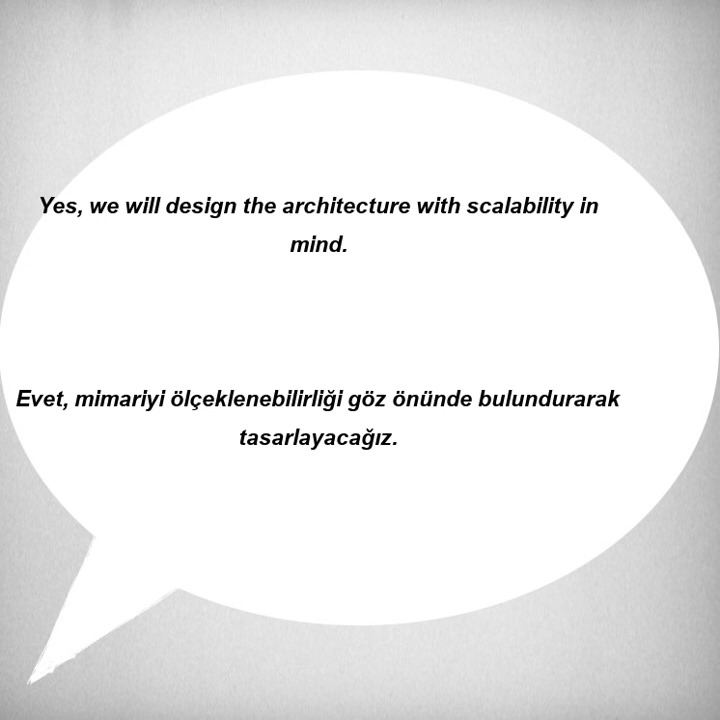 Yes, we will design the architecture with scalability in
mind.
Evet, mimariyi ölçeklenebilirliği göz önünde bulundurarak
tasarlayacağız.